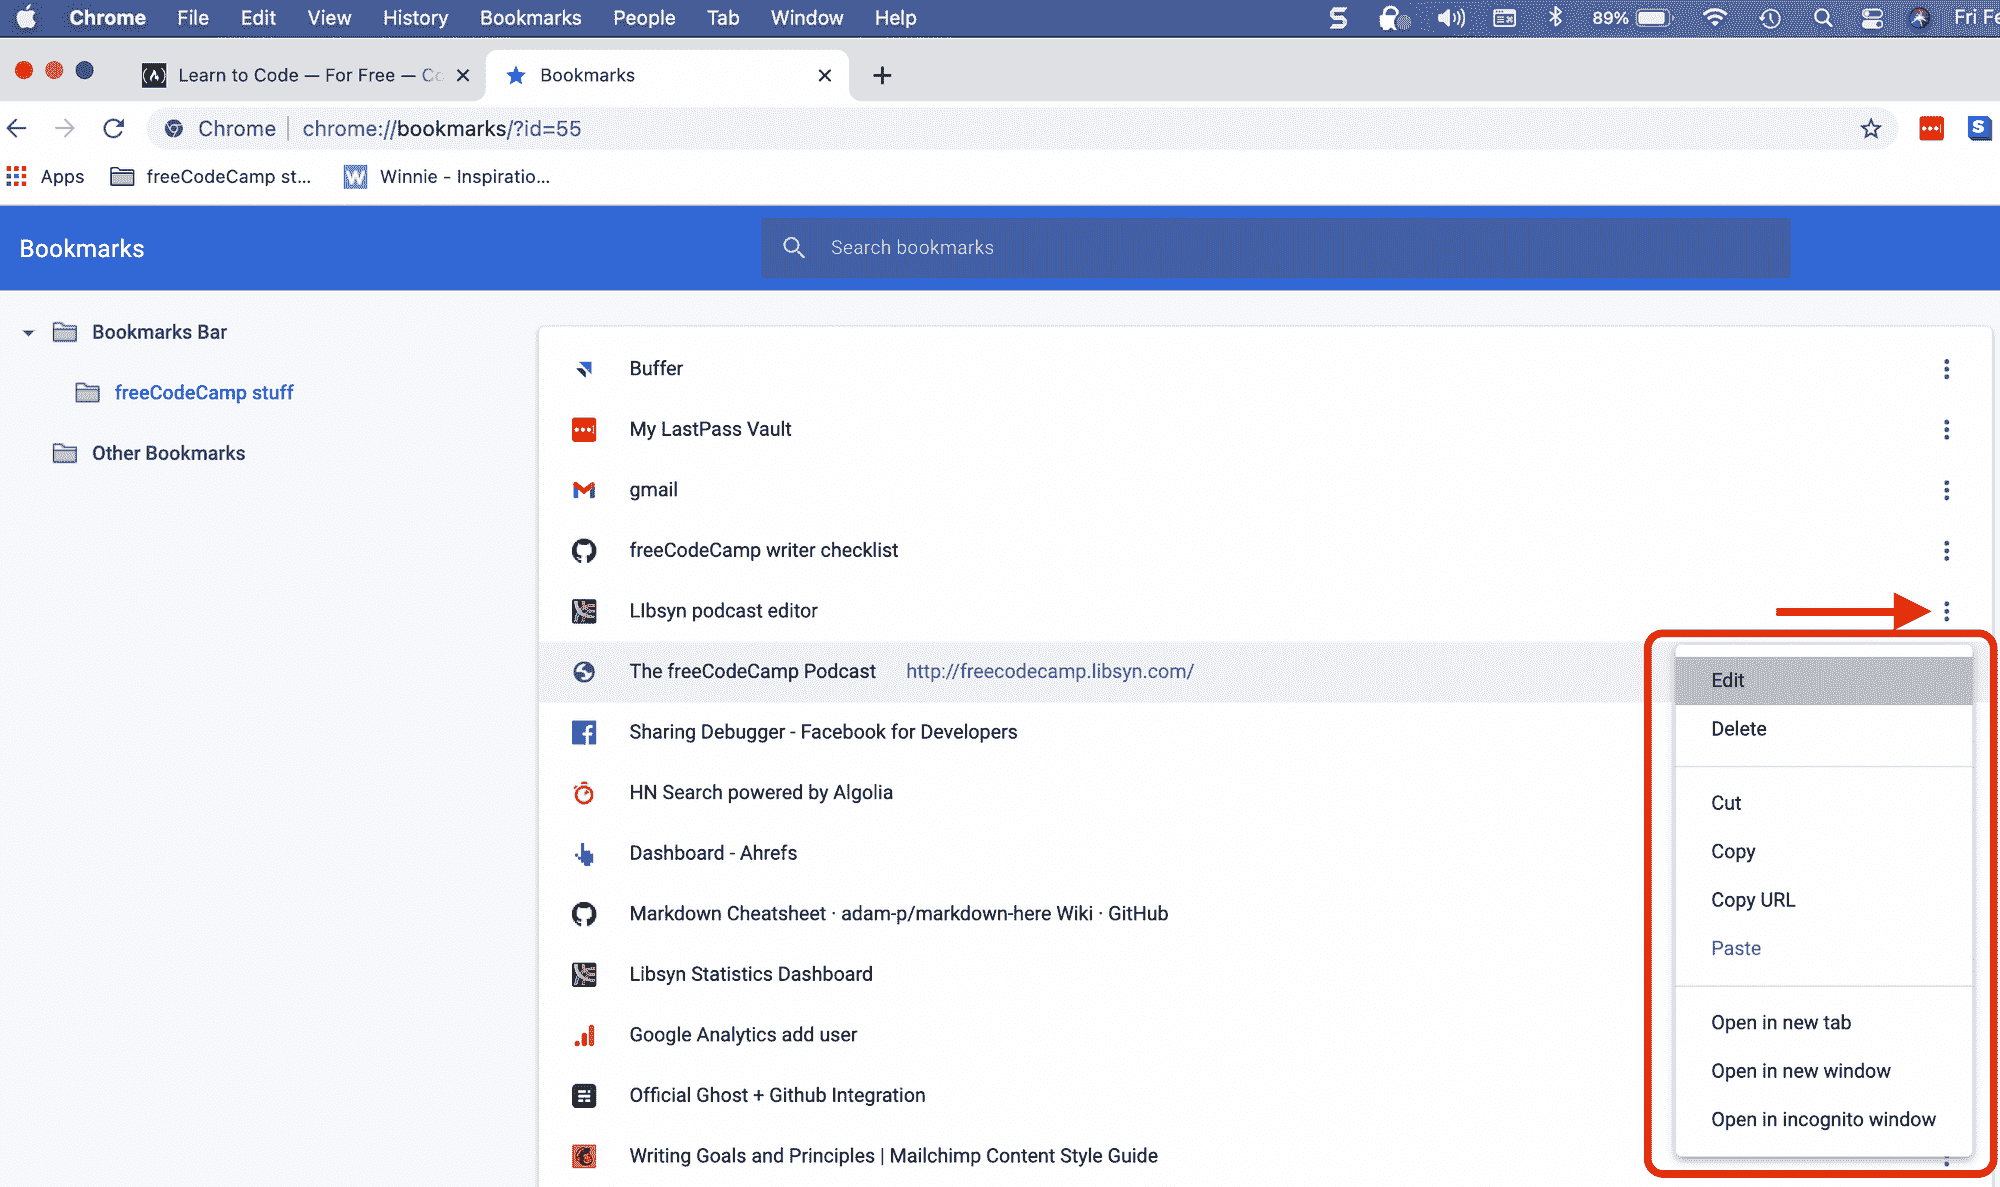 Chrome File Edit View History Bookmarks People Tab Window Help 89% Fri Fe
Learn to Code — For Free — Co Bookmarks
Chrome chrome://bookmarks/?id=55
Apps freeCodeCamp st... Winnie - Inspiratio...
Bookmarks Search bookmarks
Bookmarks Bar
freeCodeCamp stuff
Other Bookmarks
Buffer
My LastPass Vault
gmail
freeCodeCamp writer checklist
LIbsyn podcast editor
The freeCodeCamp Podcast http://freecodecamp.libsyn.com/
Sharing Debugger - Facebook for Developers
HN Search powered by Algolia
Dashboard - Ahrefs
Markdown Cheatsheet · adam-p/markdown-here Wiki · GitHub
Libsyn Statistics Dashboard
Google Analytics add user
Official Ghost + Github Integration
Writing Goals and Principles | Mailchimp Content Style Guide
Edit
Delete
Cut
Copy
Copy URL
Paste
Open in new tab
Open in new window
Open in incognito window